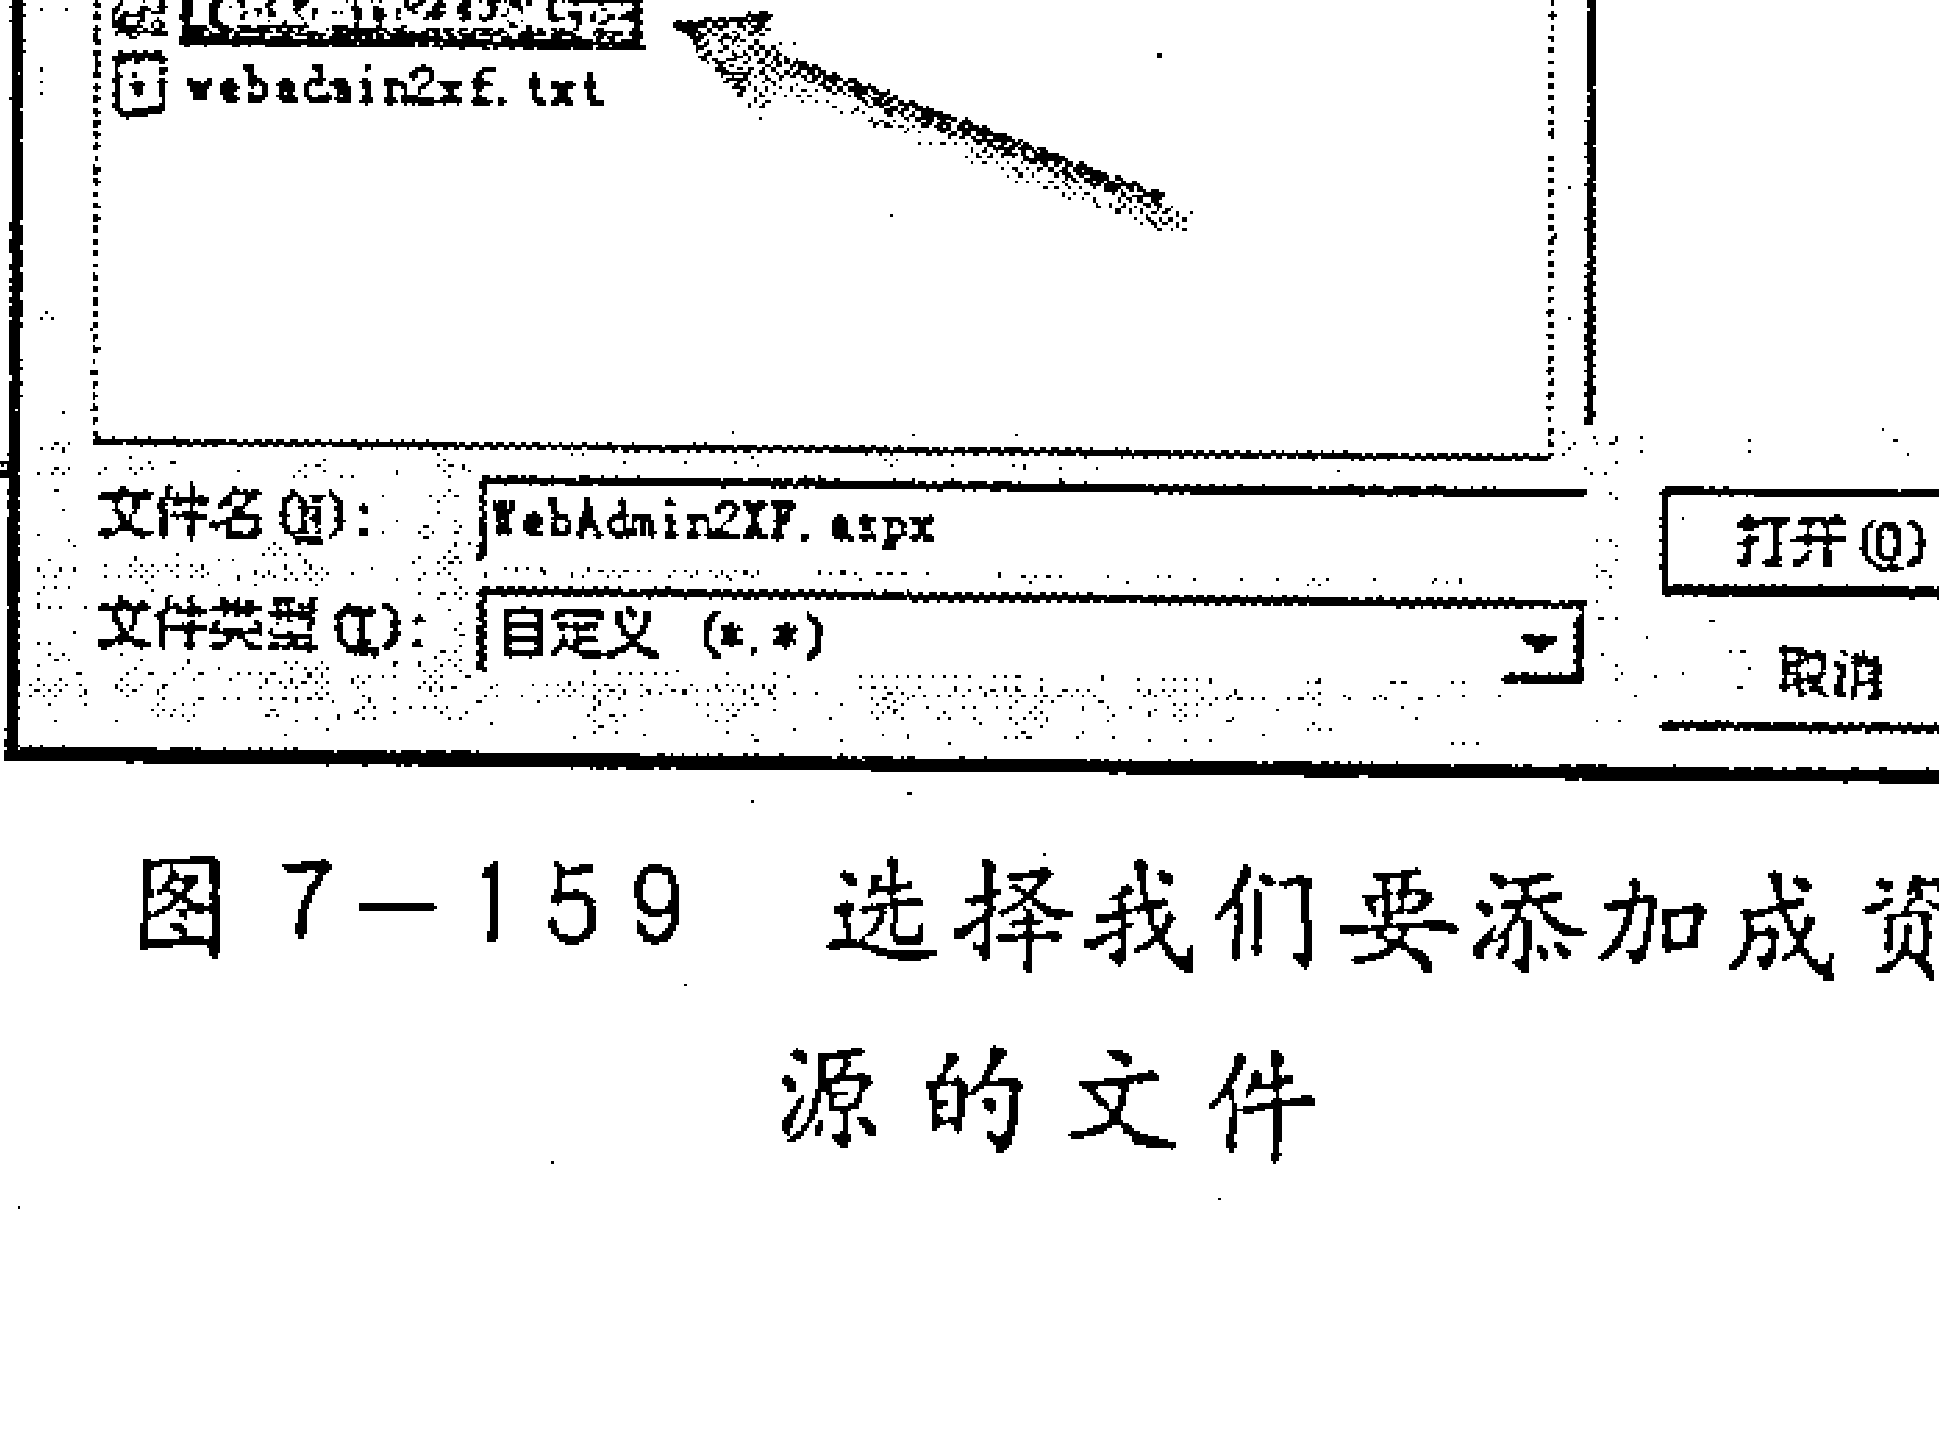 webadmin2xf.txt
文件名(N): WebAdmin2XF.aspx 打开(O)
文件类型(T): 自定义 (*.*) 取消
图 7-159 选择我们要添加成资
源的文件